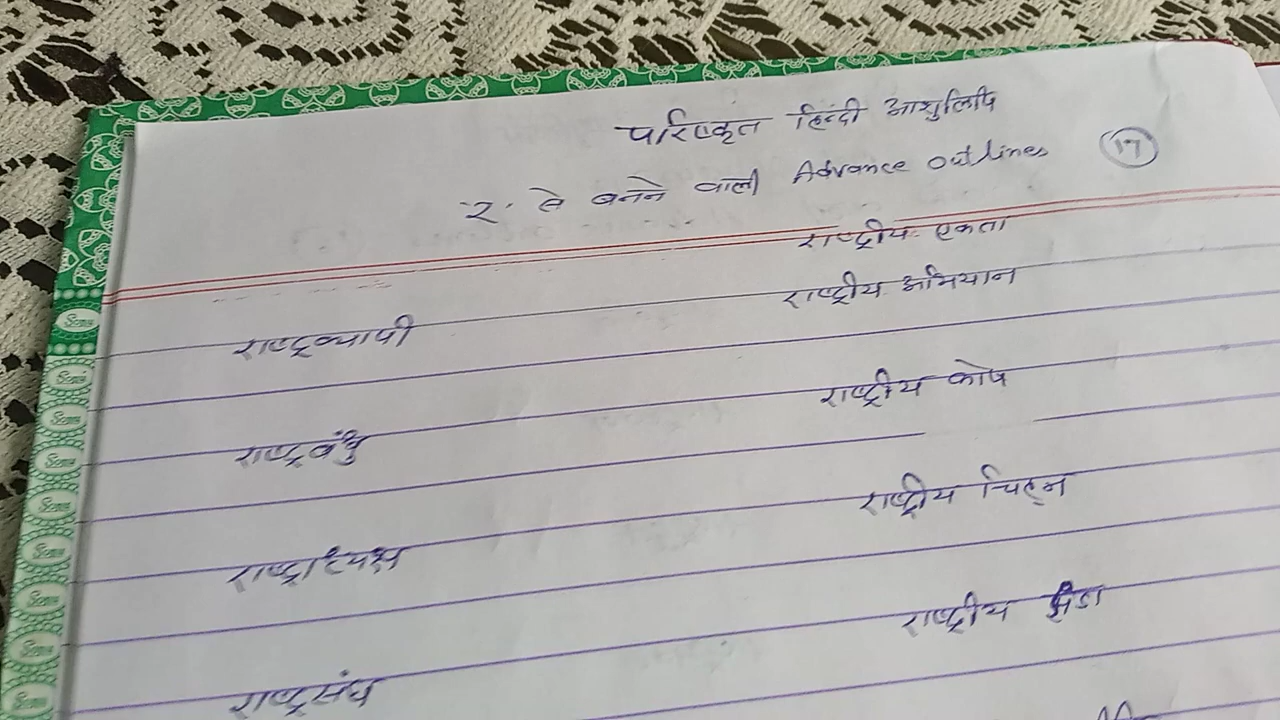 परिष्कृत हिन्दी आशुलिपि
17
'र' से बनने वाली Advance outlines
राष्ट्रव्यापी
राष्ट्रबंधु
राष्ट्राध्यक्ष
राष्ट्रसंघ
राष्ट्रीय एकता
राष्ट्रीय अभियान
राष्ट्रीय कोष
राष्ट्रीय चिह्न
राष्ट्रीय झंडा